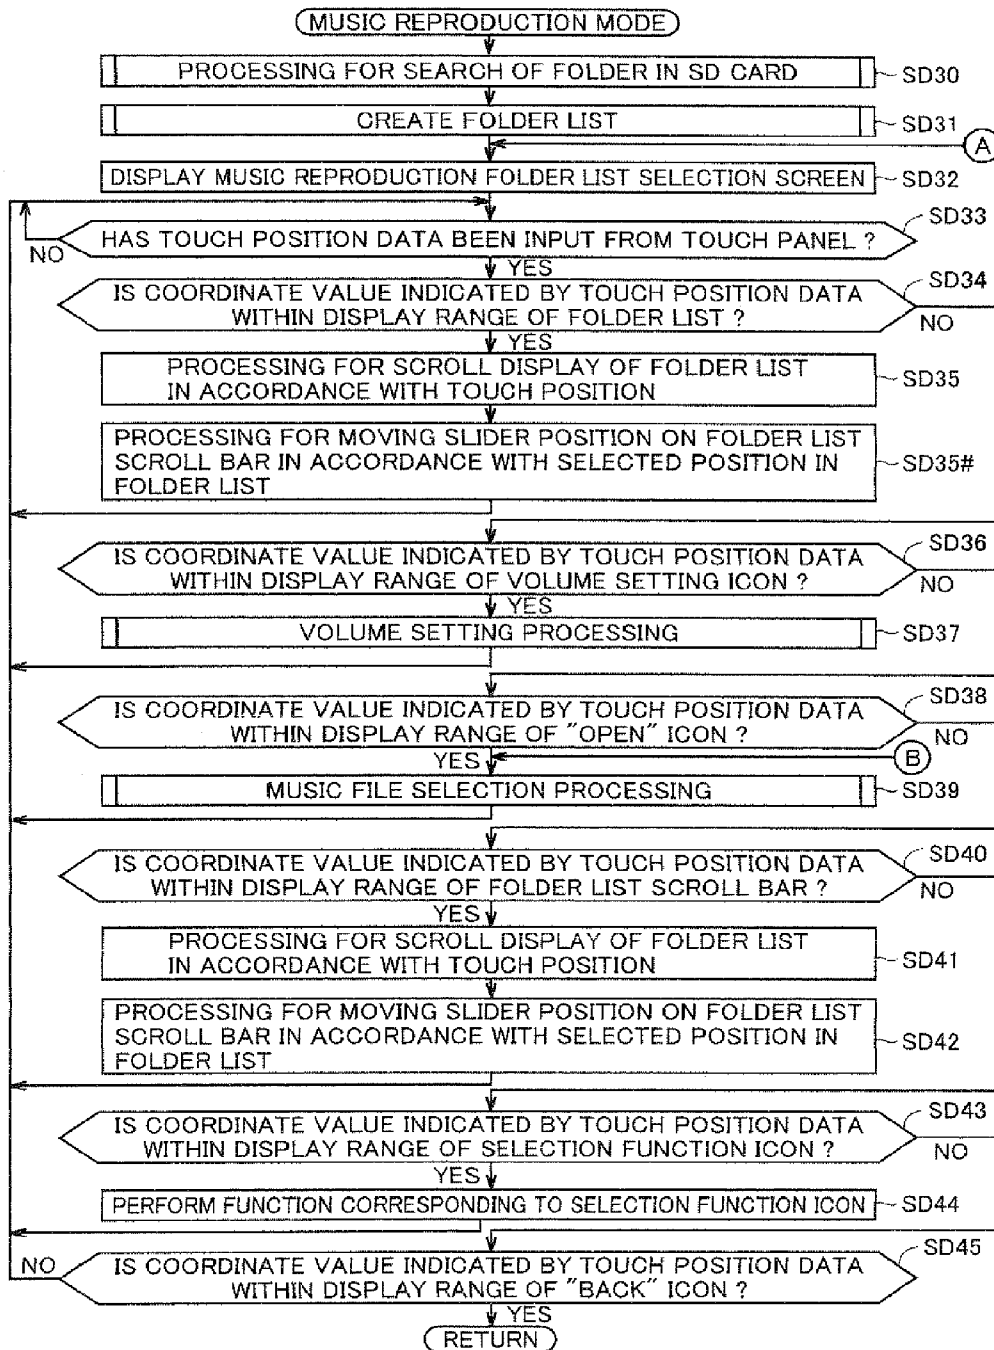 MUSIC REPRODUCTION MODE
PROCESSING FOR SEARCH OF FOLDER IN SD CARD
SD30
CREATE FOLDER LIST
SD31
A
DISPLAY MUSIC REPRODUCTION FOLDER LIST SELECTION SCREEN
SD32
SD33
HAS TOUCH POSITION DATA BEEN INPUT FROM TOUCH PANEL ?
NO
YES
SD34
IS COORDINATE VALUE INDICATED BY TOUCH POSITION DATA
WITHIN DISPLAY RANGE OF FOLDER LIST ?
NO
YES
PROCESSING FOR SCROLL DISPLAY OF FOLDER LIST
IN ACCORDANCE WITH TOUCH POSITION
SD35
PROCESSING FOR MOVING SLIDER POSITION ON FOLDER LIST
SCROLL BAR IN ACCORDANCE WITH SELECTED POSITION IN
FOLDER LIST
SD35#
SD36
IS COORDINATE VALUE INDICATED BY TOUCH POSITION DATA
WITHIN DISPLAY RANGE OF VOLUME SETTING ICON ?
NO
YES
VOLUME SETTING PROCESSING
SD37
SD38
IS COORDINATE VALUE INDICATED BY TOUCH POSITION DATA
WITHIN DISPLAY RANGE OF "OPEN" ICON ?
NO
YES
B
MUSIC FILE SELECTION PROCESSING
SD39
SD40
IS COORDINATE VALUE INDICATED BY TOUCH POSITION DATA
WITHIN DISPLAY RANGE OF FOLDER LIST SCROLL BAR ?
NO
YES
PROCESSING FOR SCROLL DISPLAY OF FOLDER LIST
IN ACCORDANCE WITH TOUCH POSITION
SD41
PROCESSING FOR MOVING SLIDER POSITION ON FOLDER LIST
SCROLL BAR IN ACCORDANCE WITH SELECTED POSITION IN
FOLDER LIST
SD42
SD43
IS COORDINATE VALUE INDICATED BY TOUCH POSITION DATA
WITHIN DISPLAY RANGE OF SELECTION FUNCTION ICON ?
NO
YES
PERFORM FUNCTION CORRESPONDING TO SELECTION FUNCTION ICON
SD44
SD45
NO
IS COORDINATE VALUE INDICATED BY TOUCH POSITION DATA
WITHIN DISPLAY RANGE OF "BACK" ICON ?
YES
RETURN